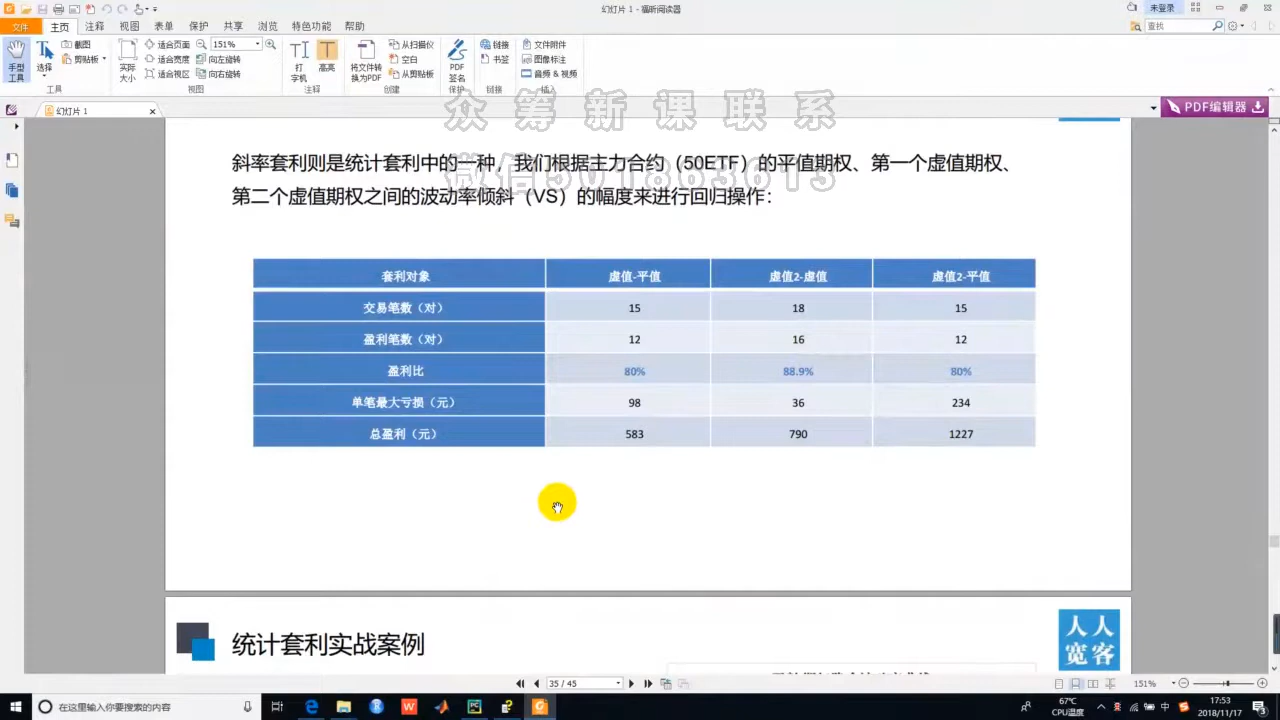 幻灯片 1 - 福昕阅读器
未登录
文件 主页 注释 视图 表单 保护 共享 浏览 特色功能 帮助
查找
手型工具
选择
截图
剪贴板
工具
实际大小
适合页面
适合宽度
适合视区
151%
向左旋转
向右旋转
视图
打字机
高亮
注释
将文件转换为PDF
从扫描仪
空白
从剪贴板
创建
PDF签名
保护
链接
书签
链接
文件附件
图像标注
音频 & 视频
插入
众筹新课联系
幻灯片 1
PDF编辑器
微信501863613
斜率套利则是统计套利中的一种，我们根据主力合约（50ETF）的平值期权、第一个虚值期权、
第二个虚值期权之间的波动率倾斜（VS）的幅度来进行回归操作：
套利对象 虚值-平值 虚值2-虚值 虚值2-平值
交易笔数（对） 15 18 15
盈利笔数（对） 12 16 12
盈利比 80% 88.9% 80%
单笔最大亏损（元） 98 36 234
总盈利（元） 583 790 1227
统计套利实战案例
人人
宽客
35 / 45
151%
在这里输入你要搜索的内容
67℃
CPU温度
中
17:53
2018/11/17